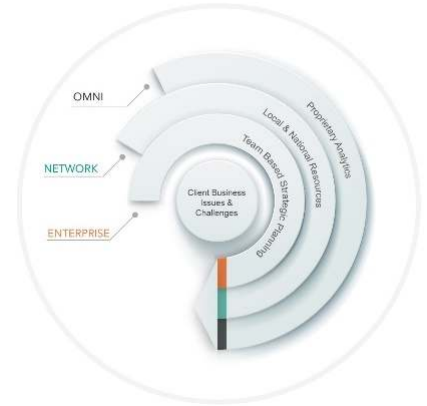 OMNI
NETWORK
ENTERPRISE
Proprietary Analytics
Local & National Resources
Team Based Strategic Planning
Client Business
Issues &
Challenges